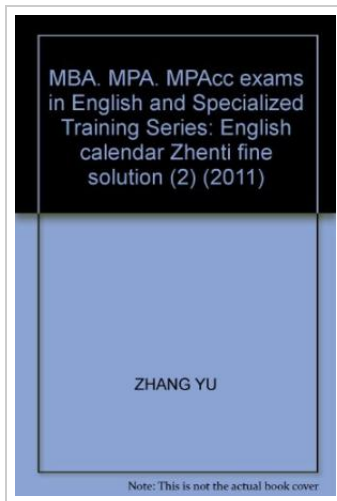 MBA. MPA. MPAcc exams
in English and Specialized
Training Series: English
calendar Zhenti fine
solution (2) (2011)
ZHANG YU
Note: This is not the actual book cover